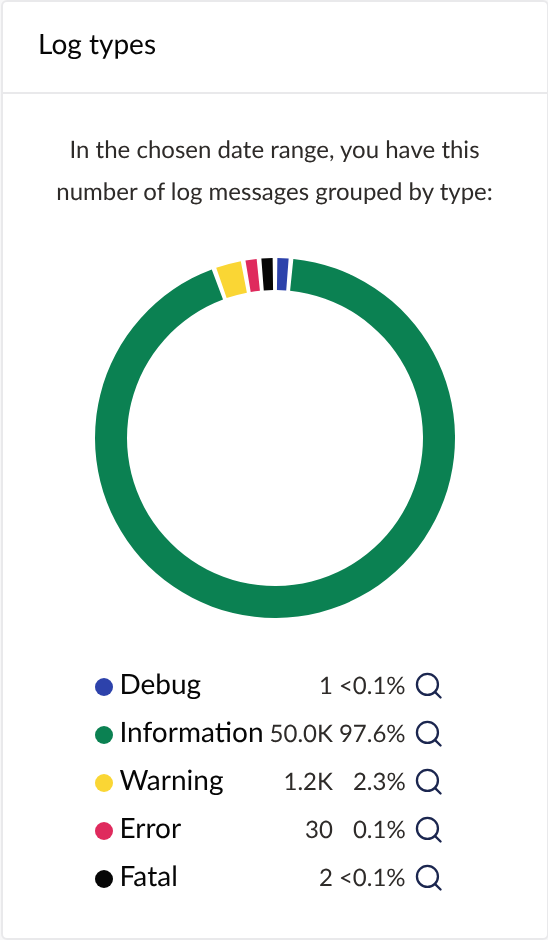 Log types
In the chosen date range, you have this
number of log messages grouped by type:
Debug 1 <0.1%
Information 50.0K 97.6%
Warning 1.2K 2.3%
Error 30 0.1%
Fatal 2 <0.1%